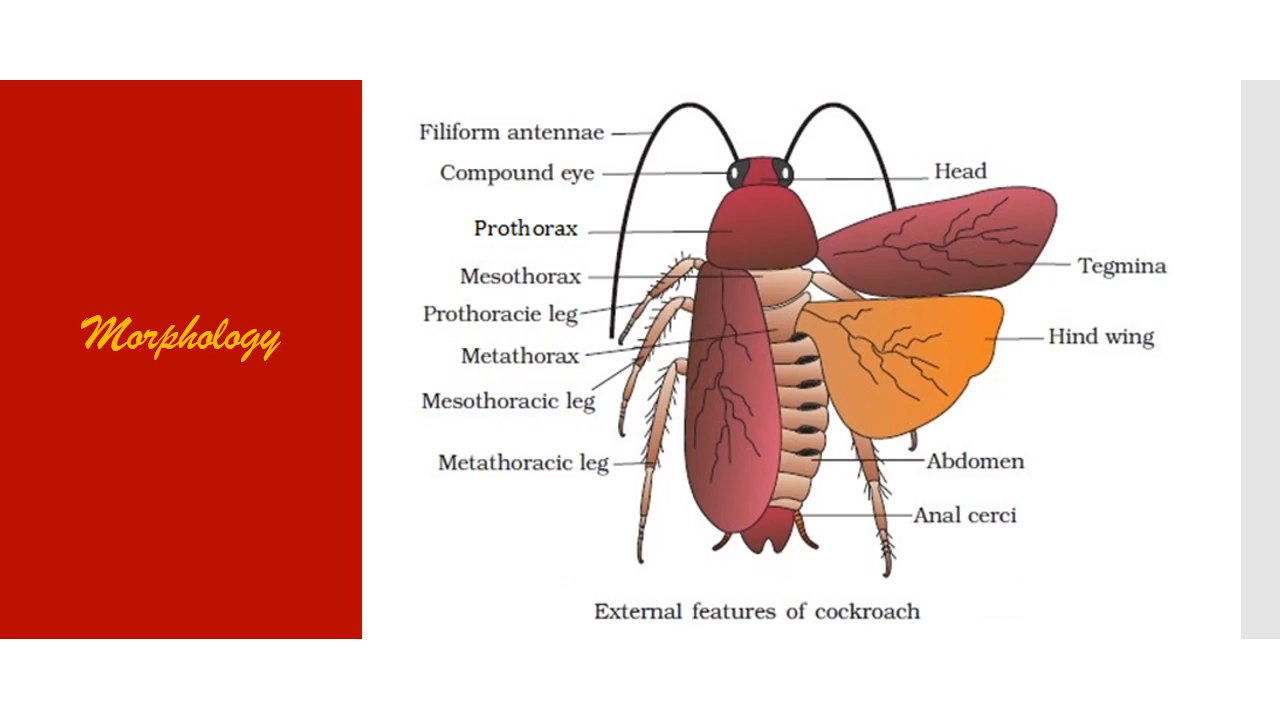 Morphology
Filiform antennae
Compound eye
Prothorax
Mesothorax
Prothoracie leg
Metathorax
Mesothoracic leg
Metathoracic leg
Head
Tegmina
Hind wing
Abdomen
Anal cerci
External features of cockroach